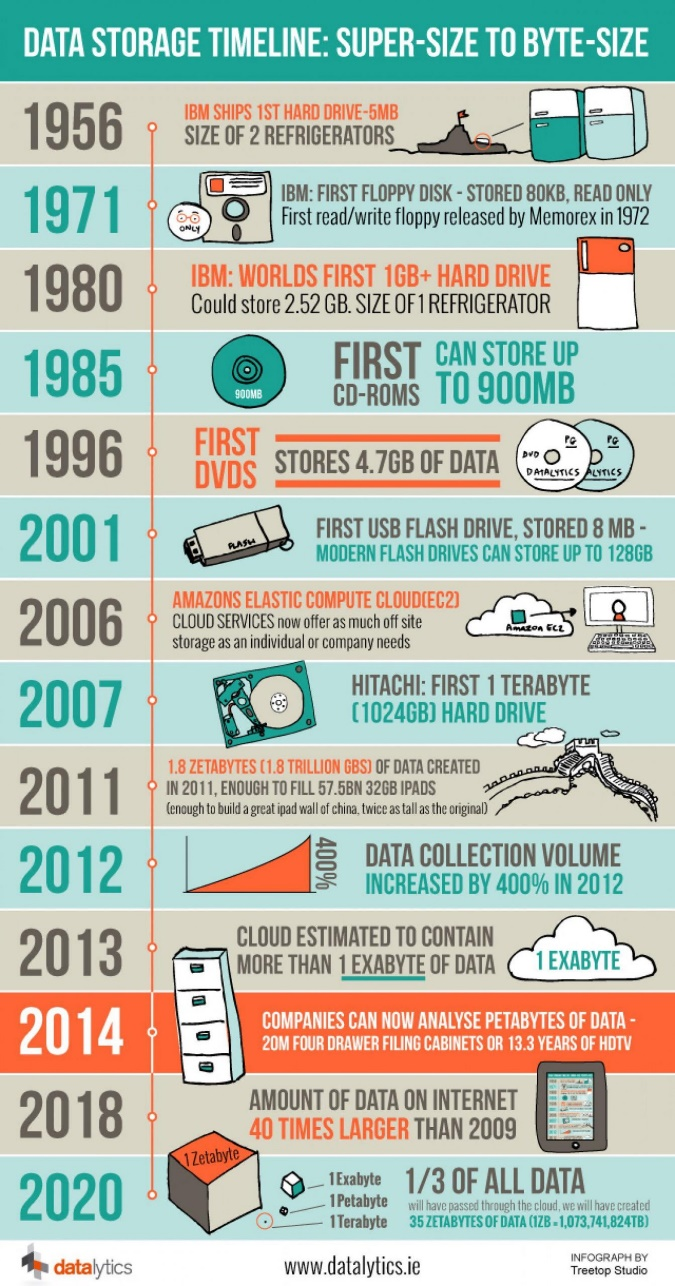 DATA STORAGE TIMELINE: SUPER-SIZE TO BYTE-SIZE
1956
IBM SHIPS 1ST HARD DRIVE-5MB
SIZE OF 2 REFRIGERATORS
1971
ONLY
IBM: FIRST FLOPPY DISK - STORED 80KB, READ ONLY
First read/write floppy released by Memorex in 1972
1980
IBM: WORLDS FIRST 1GB+ HARD DRIVE
Could store 2.52 GB. SIZE OF 1 REFRIGERATOR
1985
900MB
FIRST
CD-ROMS
CAN STORE UP
TO 900MB
1996
FIRST
DVDS
STORES 4.7GB OF DATA
PG
DVD
DATALYTICS
PG
ALYTICS
2001
FLASH
FIRST USB FLASH DRIVE, STORED 8 MB -
MODERN FLASH DRIVES CAN STORE UP TO 128GB
2006
AMAZONS ELASTIC COMPUTE CLOUD(EC2)
CLOUD SERVICES now offer as much off site
storage as an individual or company needs
AMAZON EC2
2007
HITACHI: FIRST 1 TERABYTE
(1024GB) HARD DRIVE
2011
1.8 ZETABYTES (1.8 TRILLION GBS) OF DATA CREATED
IN 2011, ENOUGH TO FILL 57.5BN 32GB IPADS
(enough to build a great ipad wall of china, twice as tall as the original)
2012
400%
DATA COLLECTION VOLUME
INCREASED BY 400% IN 2012
2013
CLOUD ESTIMATED TO CONTAIN
MORE THAN 1 EXABYTE OF DATA
1 EXABYTE
2014
COMPANIES CAN NOW ANALYSE PETABYTES OF DATA -
20M FOUR DRAWER FILING CABINETS OR 13.3 YEARS OF HDTV
2018
AMOUNT OF DATA ON INTERNET
40 TIMES LARGER THAN 2009
2020
1 Zetabyte
1 Exabyte
1 Petabyte
1 Terabyte
1/3 OF ALL DATA
will have passed through the cloud, we will have created
35 ZETABYTES OF DATA (1ZB = 1,073,741,824TB)
datalytics
www.datalytics.ie
INFOGRAPH BY
Treetop Studio